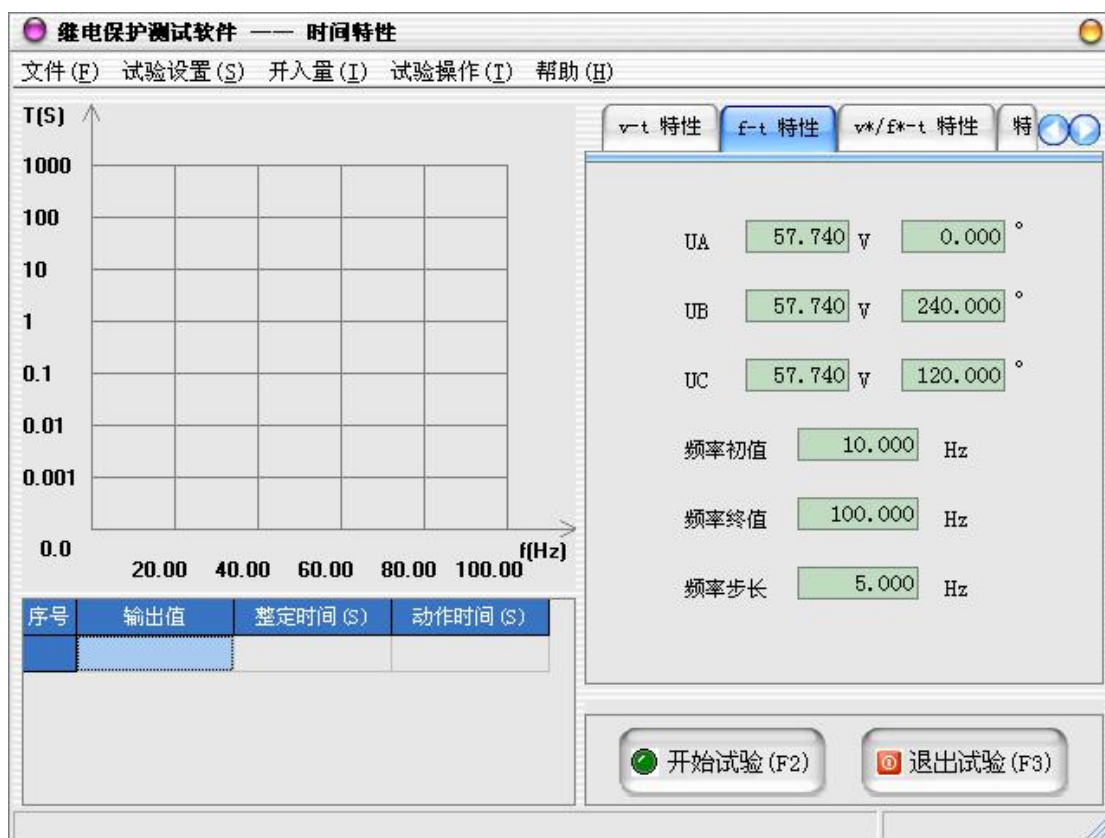 继电保护测试软件 —— 时间特性
文件(F) 试验设置(S) 开入量(I) 试验操作(T) 帮助(H)
T(S)
1000
100
10
1
0.1
0.01
0.001
0.0
20.00 40.00 60.00 80.00 100.00
f(Hz)
序号 输出值 整定时间(S) 动作时间(S)
v-t 特性 f-t 特性 v*/f*-t 特性 特
UA 57.740 V 0.000 °
UB 57.740 V 240.000 °
UC 57.740 V 120.000 °
频率初值 10.000 Hz
频率终值 100.000 Hz
频率步长 5.000 Hz
开始试验(F2) 退出试验(F3)